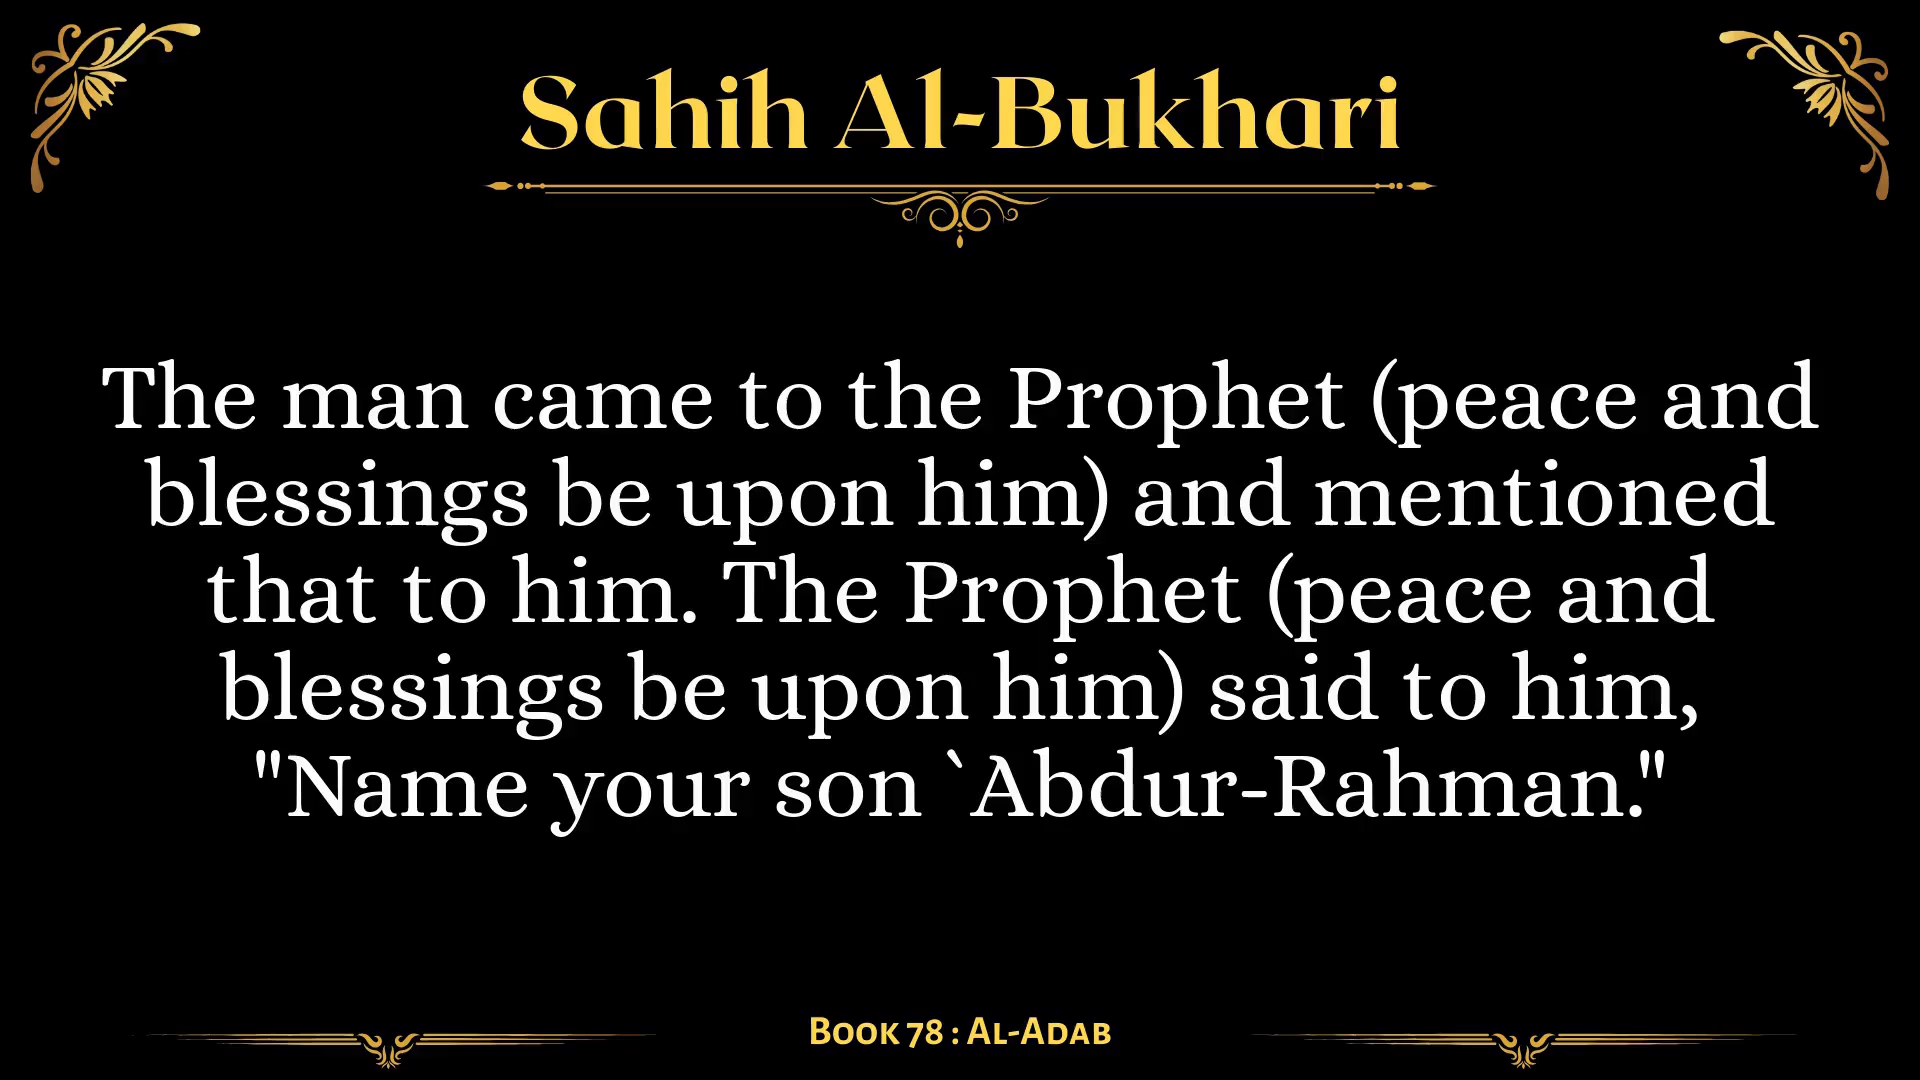 Sahih Al-Bukhari
The man came to the Prophet (peace and
blessings be upon him) and mentioned
that to him. The Prophet (peace and
blessings be upon him) said to him,
"Name your son `Abdur-Rahman."
Book 78 : Al-Adab